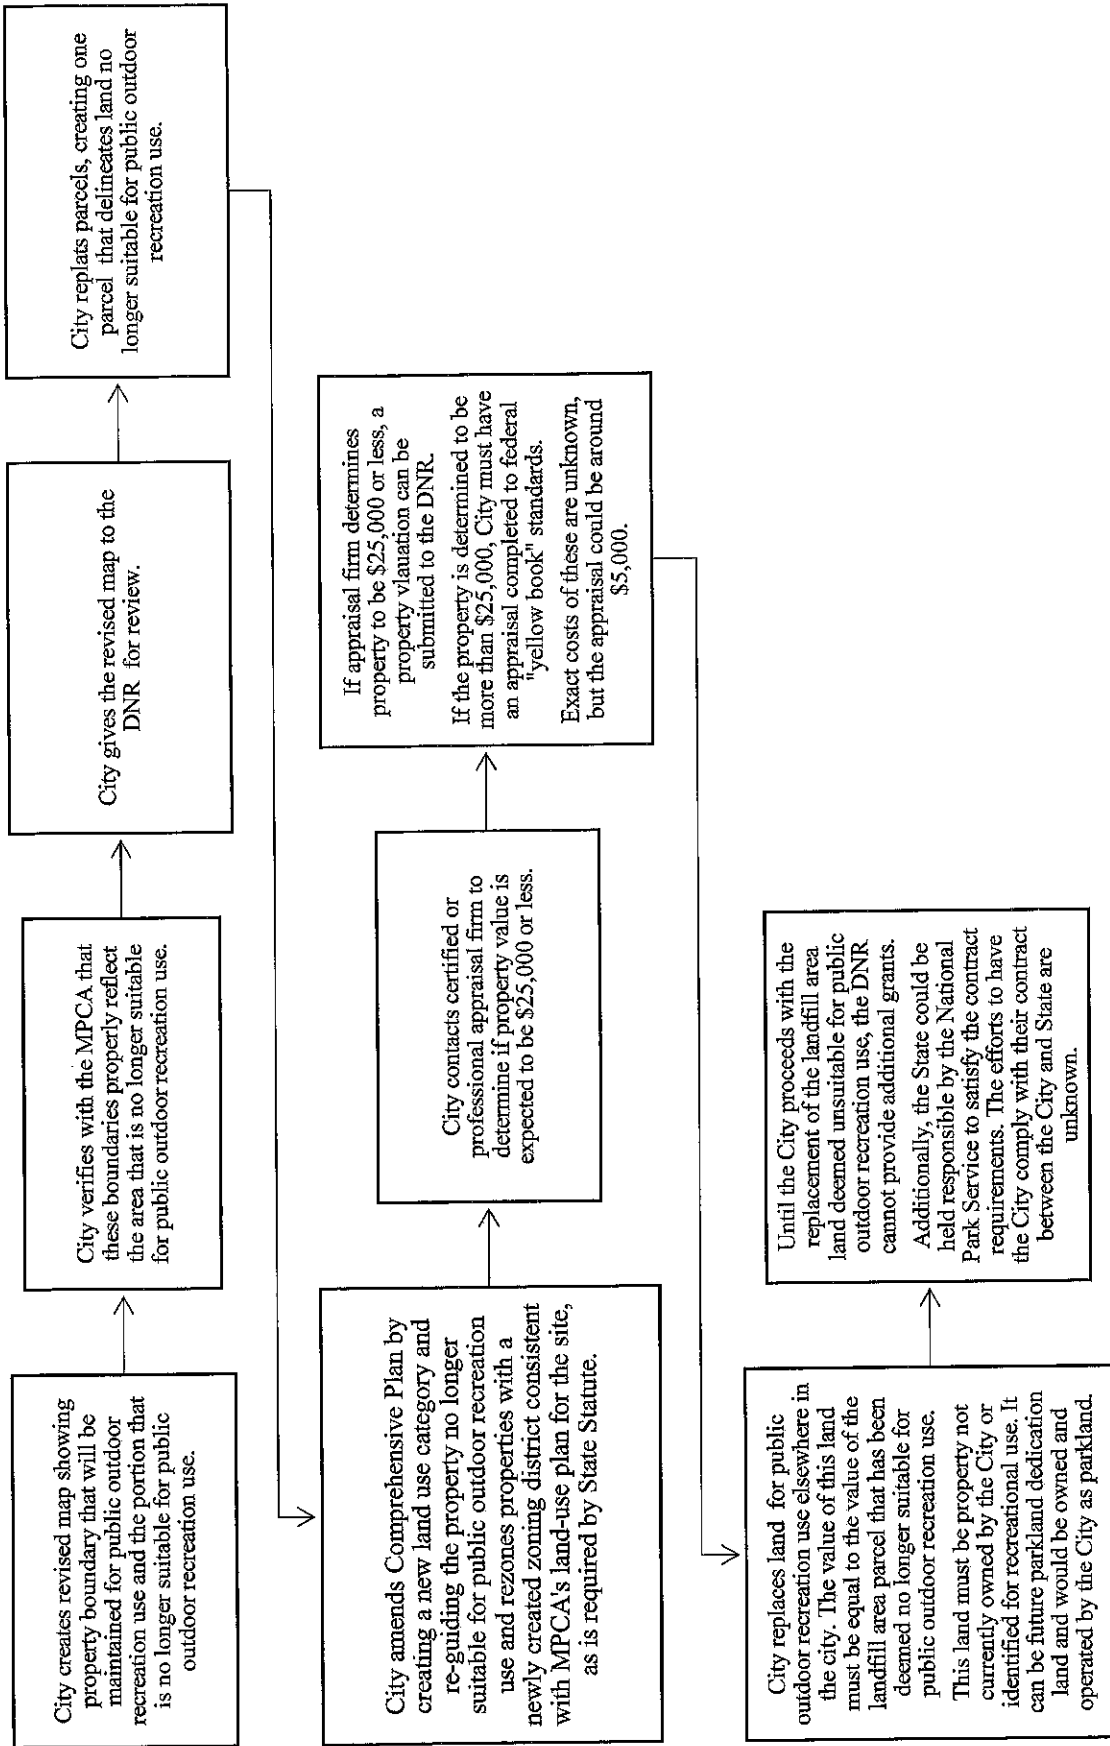 City creates revised map showing
property boundary that will be
maintained for public outdoor
recreation use and the portion that
is no longer suitable for public
outdoor recreation use.
City verifies with the MPCA that
these boundaries properly reflect
the area that is no longer suitable
for public outdoor recreation use.
City gives the revised map to the
DNR for review.
City replats parcels, creating one
parcel that delineates land no
longer suitable for public outdoor
recreation use.
City amends Comprehensive Plan by
creating a new land use category and
re-guiding the property no longer
suitable for public outdoor recreation
use and rezones properties with a
newly created zoning district consistent
with MPCA's land-use plan for the site,
as is required by State Statute.
City contacts certified or
professional appraisal firm to
determine if property value is
expected to be $25,000 or less.
If appraisal firm determines
property to be $25,000 or less, a
property vlauation can be
submitted to the DNR.
If the property is determined to be
more than $25,000, City must have
an appraisal completed to federal
"yellow book" standards.
Exact costs of these are unknown,
but the appraisal could be around
$5,000.
City replaces land for public
outdoor recreation use elsewhere in
the city. The value of this land
must be equal to the value of the
landfill area parcel that has been
deemed no longer suitable for
public outdoor recreation use.
This land must be property not
currently owned by the City or
identified for recreational use. It
can be future parkland dedication
land and would be owned and
operated by the City as parkland.
Until the City proceeds with the
replacement of the landfill area
land deemed unsuitable for public
outdoor recreation use, the DNR
cannot provide additional grants.
Additionally, the State could be
held responsible by the National
Park Service to satisfy the contract
requirements. The efforts to have
the City comply with their contract
between the City and State are
unknown.